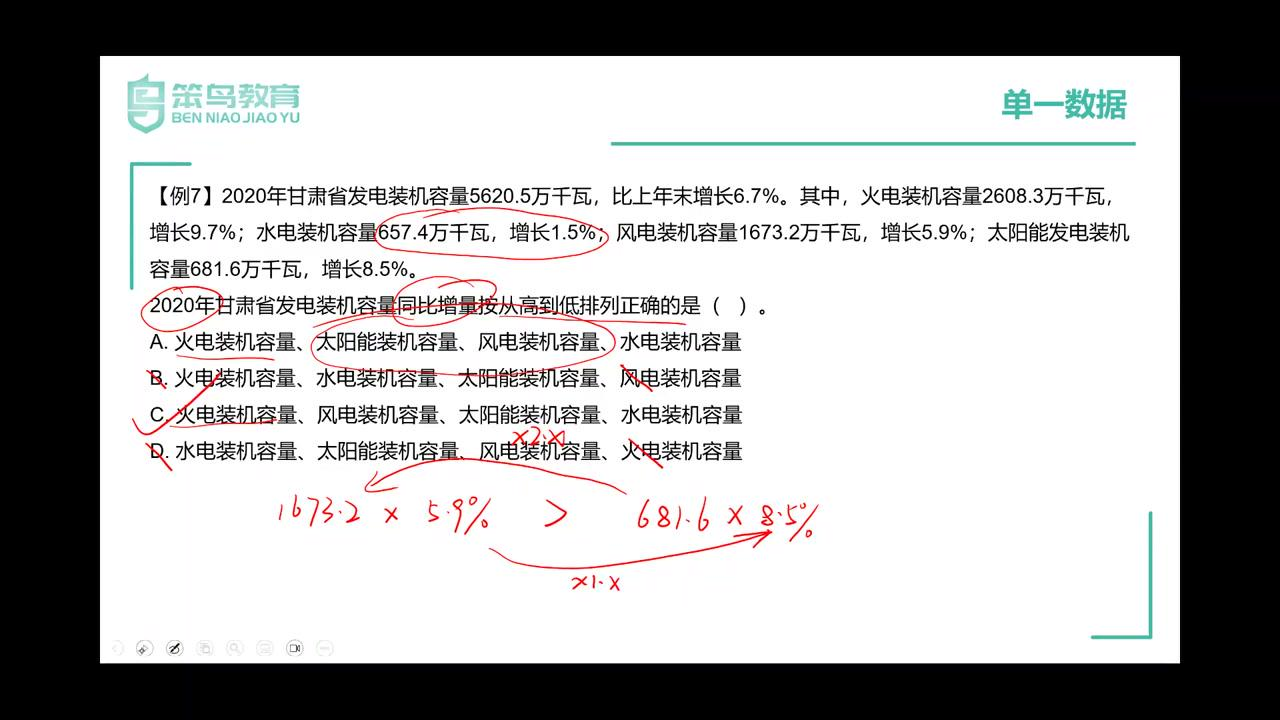 笨鸟教育
BEN NIAO JIAO YU
单一数据
【例7】2020年甘肃省发电装机容量5620.5万千瓦，比上年末增长6.7%。其中，火电装机容量2608.3万千瓦，
增长9.7%；水电装机容量657.4万千瓦，增长1.5%；风电装机容量1673.2万千瓦，增长5.9%；太阳能发电装机
容量681.6万千瓦，增长8.5%。
2020年甘肃省发电装机容量同比增量按从高到低排列正确的是（ ）。
A. 火电装机容量、太阳能装机容量、风电装机容量、水电装机容量
B. 火电装机容量、水电装机容量、太阳能装机容量、风电装机容量
C. 火电装机容量、风电装机容量、太阳能装机容量、水电装机容量
D. 水电装机容量、太阳能装机容量、风电装机容量、火电装机容量
×2.×
1673.2 × 5.9% > 681.6 × 8.5%
×1.×